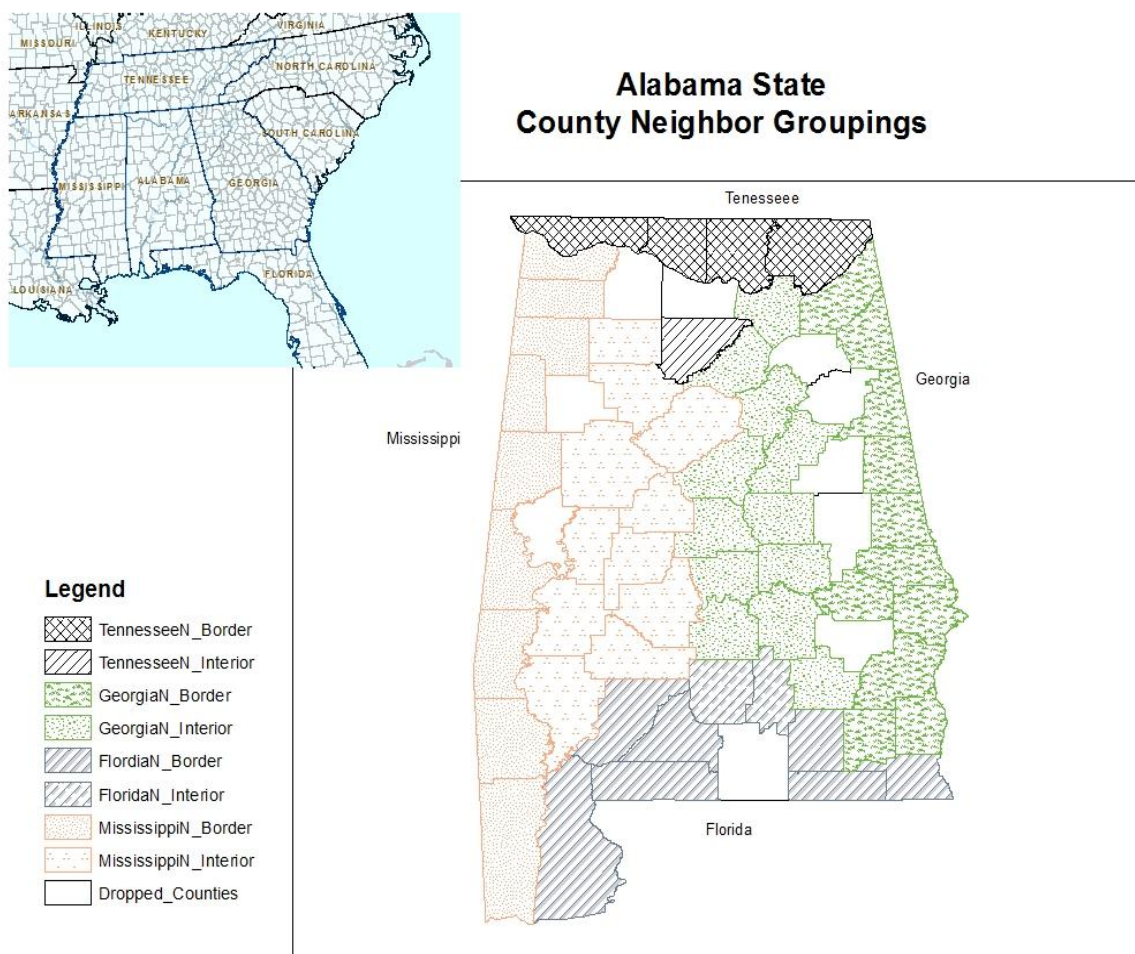 ILLINOIS
KENTUCKY
VIRGINIA
MISSOURI
NORTH CAROLINA
TENNESSEE
ARKANSAS
SOUTH CAROLINA
MISSISSIPPI
ALABAMA
GEORGIA
LOUISIANA
FLORIDA
Alabama State
County Neighbor Groupings
Tenesseee
Georgia
Mississippi
Florida
Legend
TennesseeN_Border
TennesseeN_Interior
GeorgiaN_Border
GeorgiaN_Interior
FlordiaN_Border
FloridaN_Interior
MississippiN_Border
MississippiN_Interior
Dropped_Counties